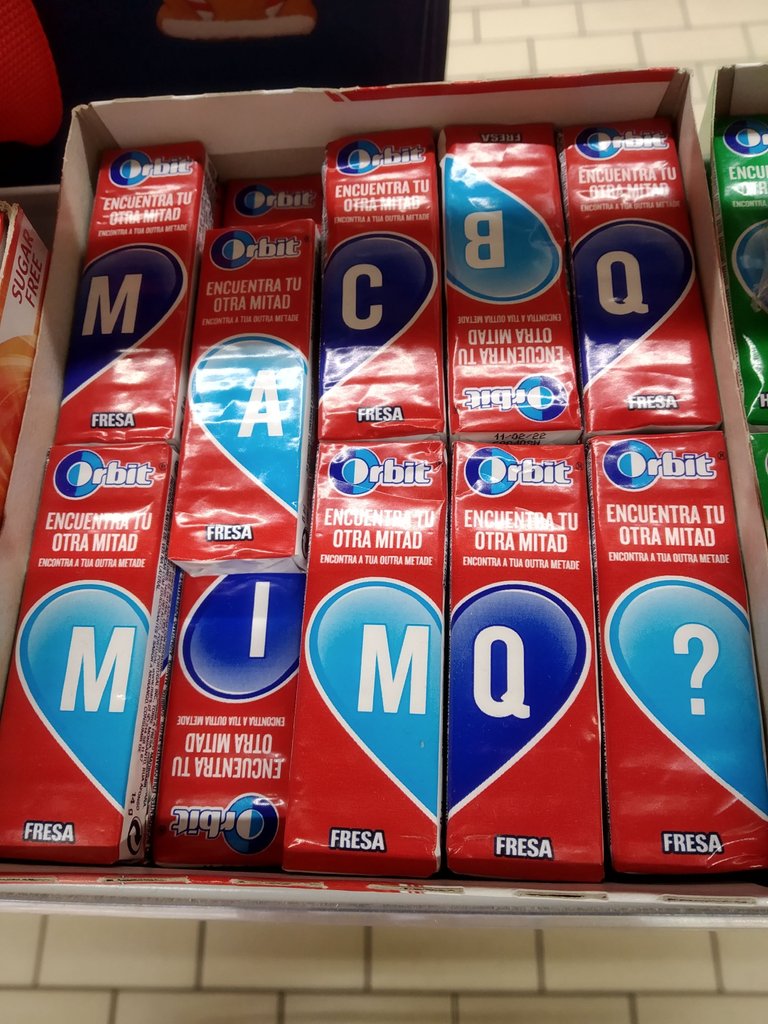 SUGAR
FREE
Orbit
ENCUENTRA TU
OTRA MITAD
ENCONTRA A TUA OUTRA METADE
M
FRESA
Orbit
Orbit
ENCUENTRA TU
OTRA MITAD
ENCONTRA A TUA OUTRA METADE
A
FRESA
Orbit
ENCUENTRA TU
OTRA MITAD
ENCONTRA A TUA OUTRA METADE
C
FRESA
Orbit
ENCUENTRA TU
OTRA MITAD
ENCONTRA A TUA OUTRA METADE
B
FRESA
11/02/22
Orbit
ENCUENTRA TU
OTRA MITAD
ENCONTRA A TUA OUTRA METADE
Q
FRESA
Orbit
ENCUENTRA TU
OTRA MITAD
ENCONTRA A TUA OUTRA METADE
M
FRESA
14 g
Orbit
ENCUENTRA TU
OTRA MITAD
ENCONTRA A TUA OUTRA METADE
I
Orbit
ENCUENTRA TU
OTRA MITAD
ENCONTRA A TUA OUTRA METADE
M
FRESA
Orbit
ENCUENTRA TU
OTRA MITAD
ENCONTRA A TUA OUTRA METADE
Q
FRESA
Orbit
ENCUENTRA TU
OTRA MITAD
ENCONTRA A TUA OUTRA METADE
?
FRESA